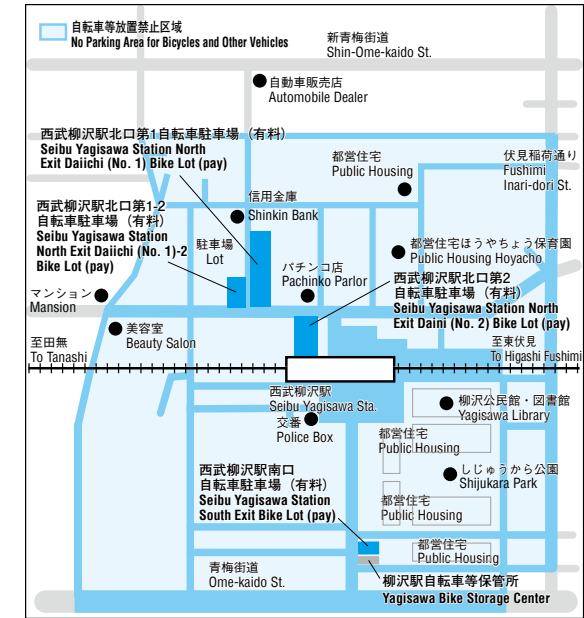 自転車等放置禁止区域
No Parking Area for Bicycles and Other Vehicles
新青梅街道
Shin-Ome-kaido St.
自動車販売店
Automobile Dealer
西武柳沢駅北口第1自転車駐車場（有料）
Seibu Yagisawa Station North
Exit Daiichi (No. 1) Bike Lot (pay)
都営住宅
Public Housing
伏見稲荷通り
Fushimi
Inari-dori St.
西武柳沢駅北口第1-2
自転車駐車場（有料）
Seibu Yagisawa Station
North Exit Daiichi (No. 1)-2
Bike Lot (pay)
信用金庫
Shinkin Bank
駐車場
Lot
都営住宅ほうやちょう保育園
Public Housing Hoyacho
パチンコ店
Pachinko Parlor
西武柳沢駅北口第2
自転車駐車場（有料）
Seibu Yagisawa Station North
Exit Daini (No. 2) Bike Lot (pay)
マンション
Mansion
美容室
Beauty Salon
至田無
To Tanashi
至東伏見
To Higashi Fushimi
西武柳沢駅
Seibu Yagisawa Sta.
交番
Police Box
柳沢公民館・図書館
Yagisawa Library
都営住宅
Public Housing
しじゅうから公園
Shijukara Park
西武柳沢駅南口
自転車駐車場（有料）
Seibu Yagisawa Station
South Exit Bike Lot (pay)
都営住宅
Public Housing
都営住宅
Public Housing
青梅街道
Ome-kaido St.
柳沢駅自転車等保管所
Yagisawa Bike Storage Center